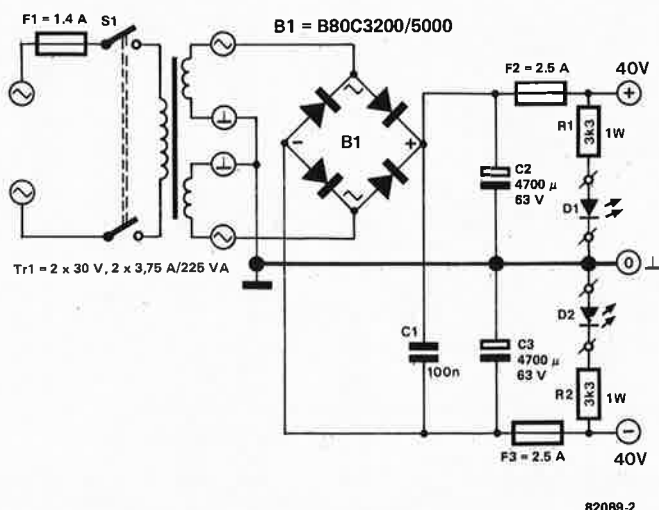 F1 = 1.4 A
S1
B1 = B80C3200/5000
F2 = 2.5 A
40V
+
R1
3k3
1W
B1
-
+
C2
4700 µ
63 V
D1
0
Tr1 = 2 x 30 V, 2 x 3,75 A/225 VA
D2
C1
100n
C3
4700 µ
63 V
R2
3k3
1W
F3 = 2.5 A
-
40V
82089-2